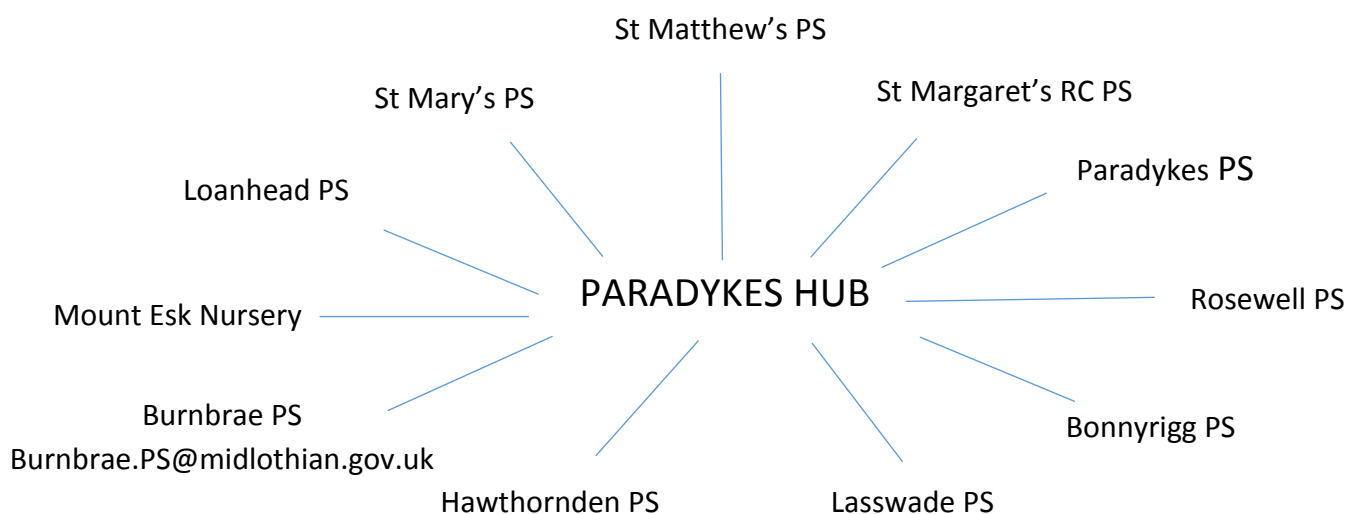 St Matthew’s PS
St Mary’s PS
St Margaret’s RC PS
Paradykes PS
Loanhead PS
PARADYKES HUB
Rosewell PS
Mount Esk Nursery
Burnbrae PS
Burnbrae.PS@midlothian.gov.uk
Bonnyrigg PS
Hawthornden PS
Lasswade PS